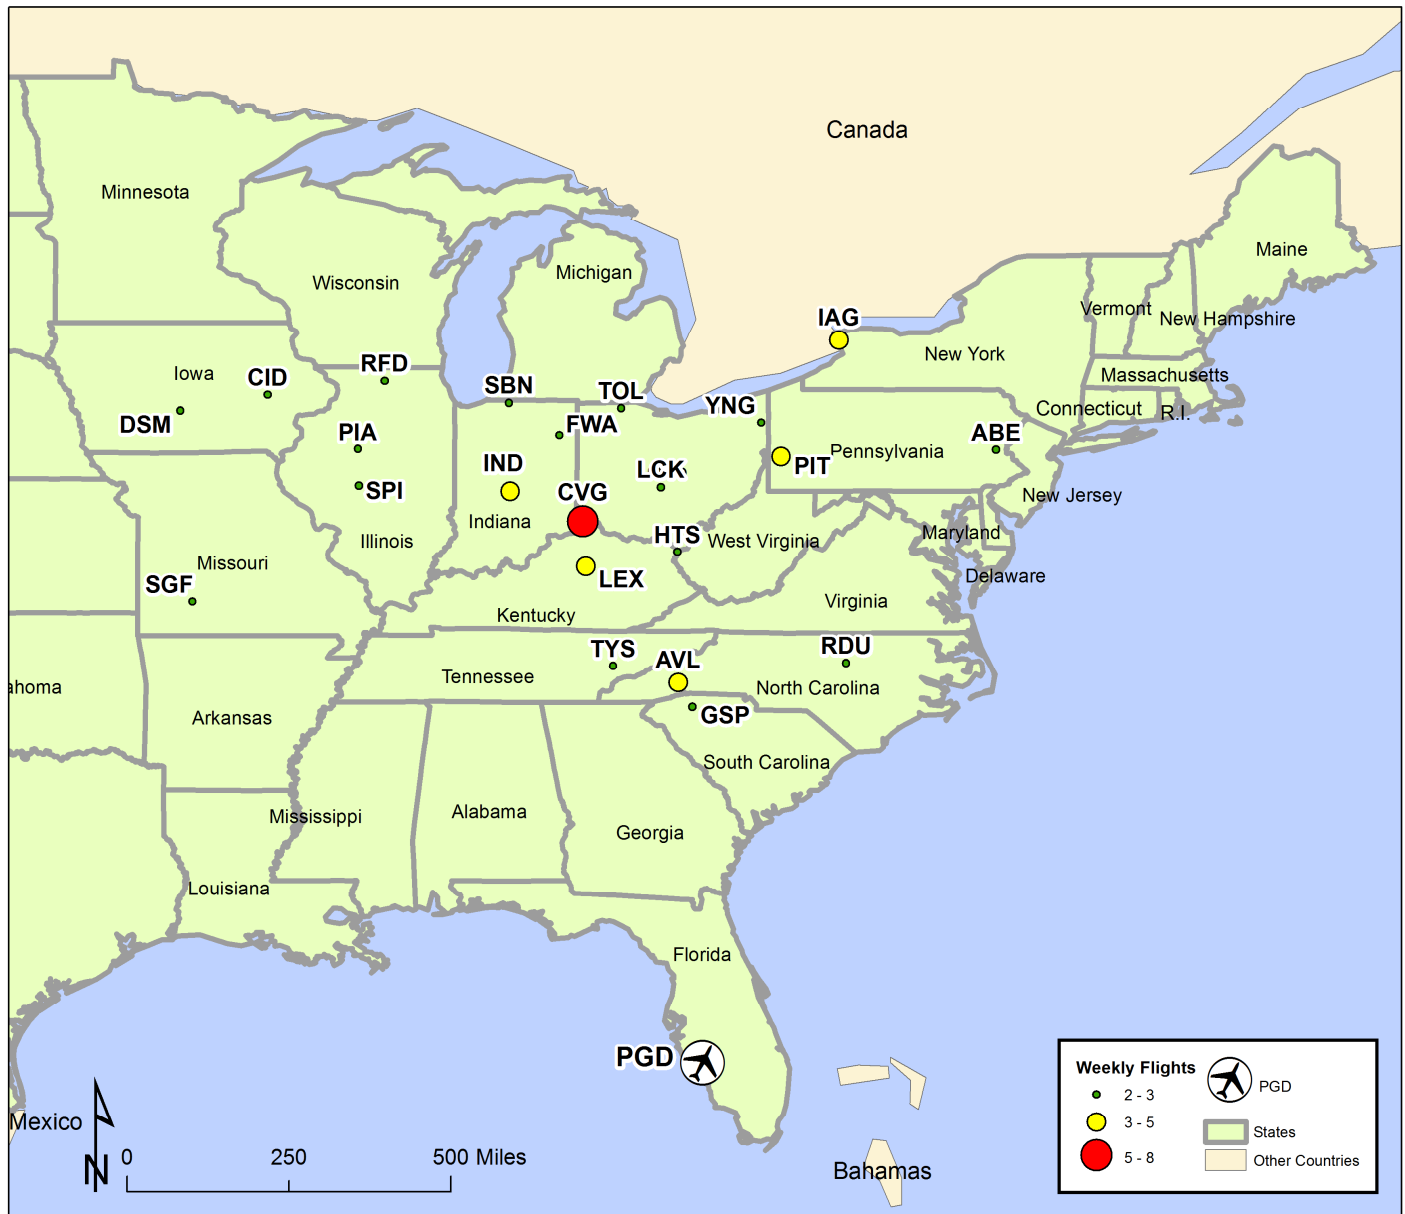 Canada
Minnesota
Maine
Wisconsin
Michigan
Vermont
New Hampshire
IAG
New York
Iowa
CID
RFD
SBN
TOL
Massachusetts
YNG
Connecticut
R.I.
DSM
PIA
FWA
ABE
IND
PIT
Pennsylvania
LCK
SPI
CVG
New Jersey
Indiana
Illinois
HTS
West Virginia
Maryland
Missouri
SGF
LEX
Delaware
Kentucky
Virginia
TYS
AVL
RDU
ahoma
Tennessee
North Carolina
Arkansas
GSP
South Carolina
Mississippi
Alabama
Georgia
Louisiana
Florida
PGD
Mexico
N
0 250 500 Miles
Bahamas
Weekly Flights
2 - 3
3 - 5
5 - 8
PGD
States
Other Countries